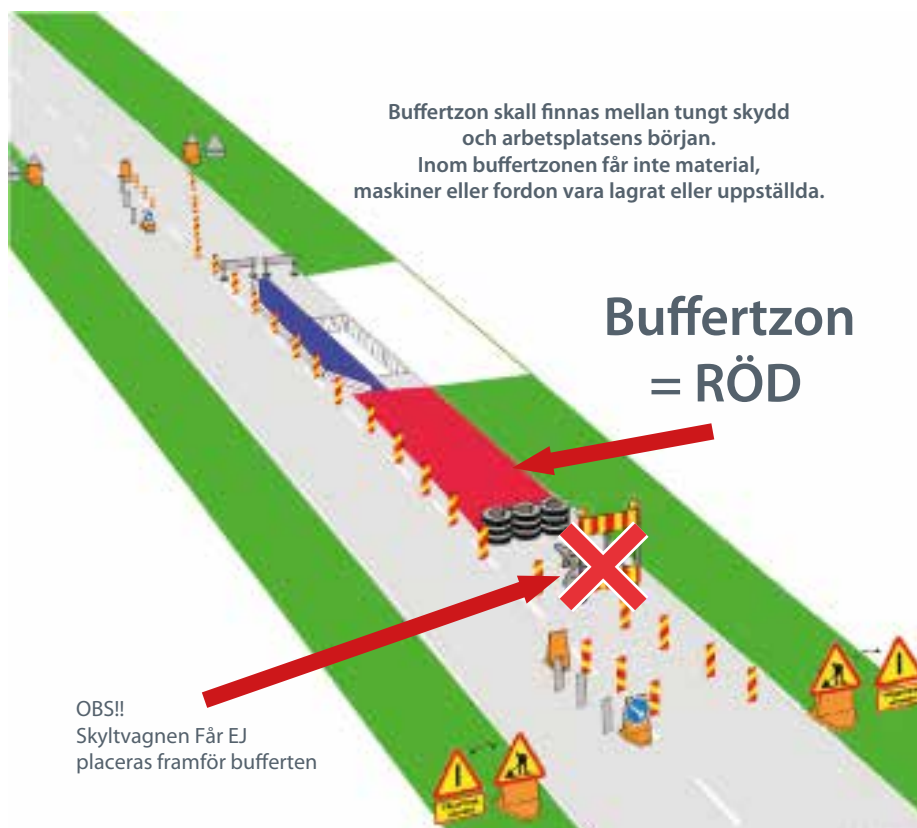 Buffertzon skall finnas mellan tungt skydd
och arbetsplatsens början.
Inom buffertzonen får inte material,
maskiner eller fordon vara lagrat eller uppställda.
Buffertzon
= RÖD
OBS!!
Skyltvagnen Får EJ
placeras framför bufferten